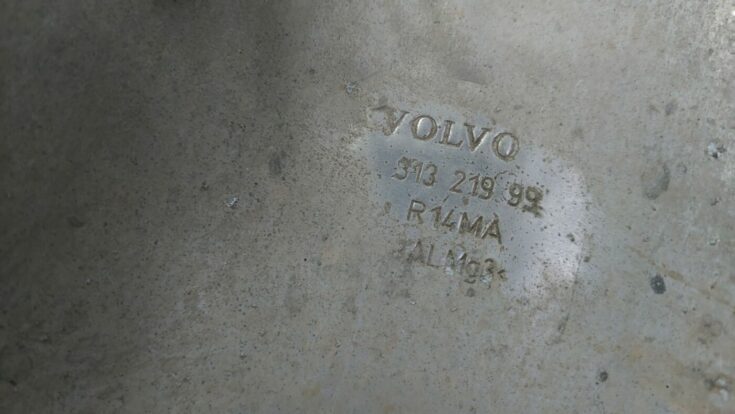 VOLVO
313 219 99
R14MA
>ALMg3<